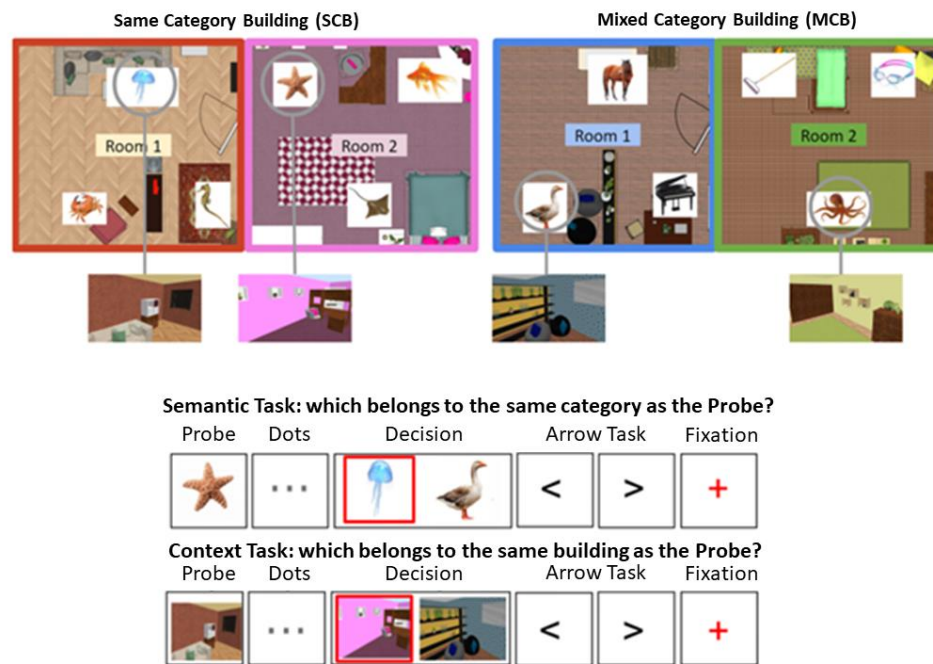 Same Category Building (SCB)
Mixed Category Building (MCB)
Room 1
Room 2
Room 1
Room 2
Semantic Task: which belongs to the same category as the Probe?
Probe Dots Decision Arrow Task Fixation
... < > +
Context Task: which belongs to the same building as the Probe?
Probe Dots Decision Arrow Task Fixation
... < > +